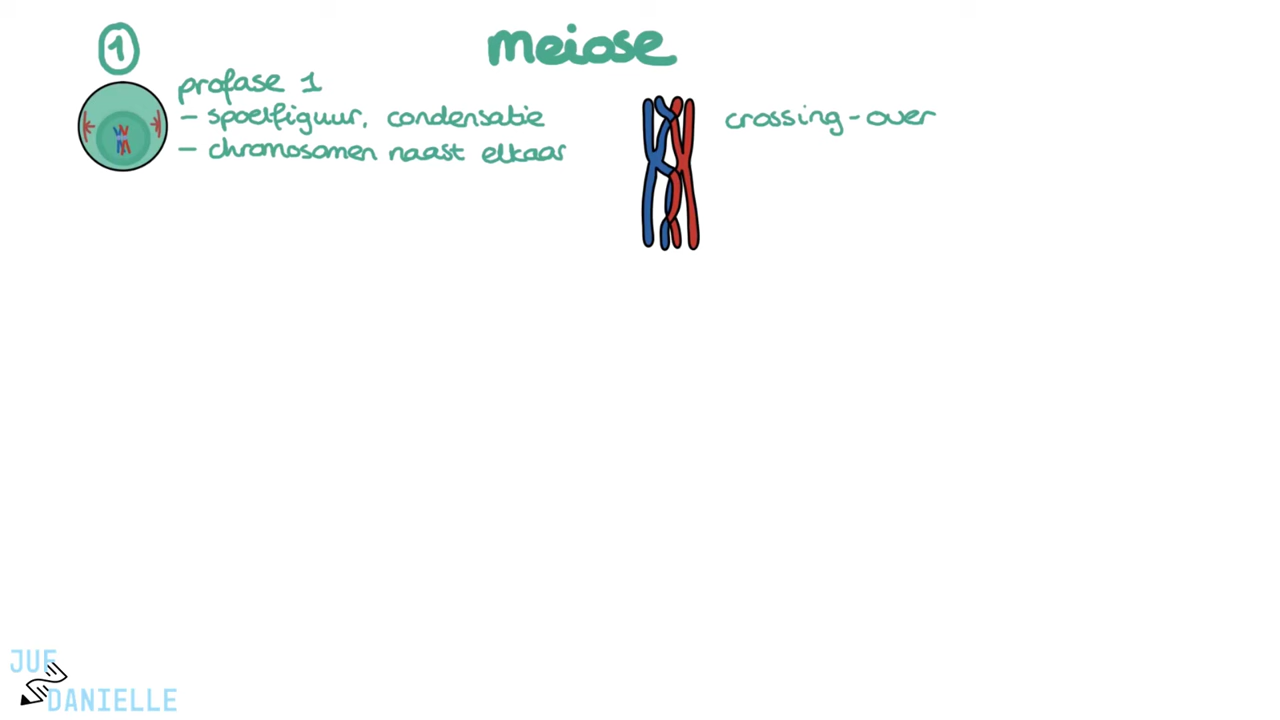 meiose
1
profase 1
- spoelfiguur, condensatie
- chromosomen naast elkaar
crossing-over
JUF
DANIELLE